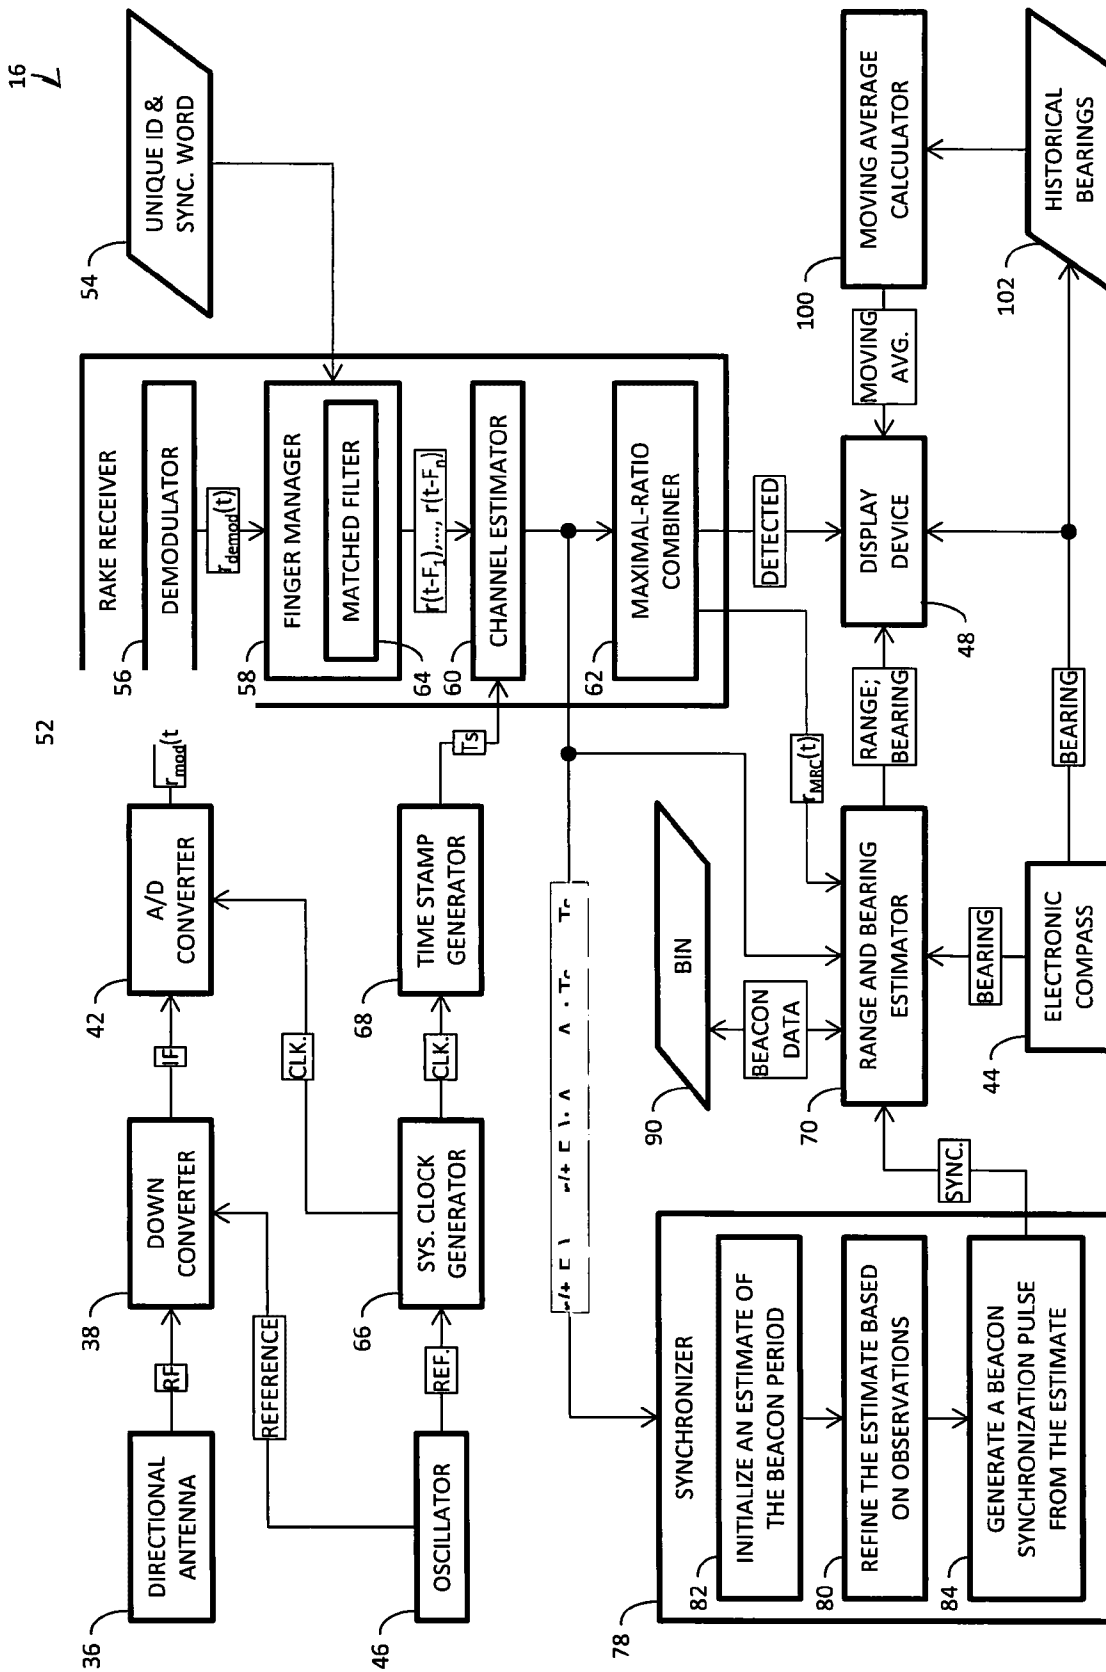 16
52
36
DIRECTIONAL
ANTENNA
RF
38
DOWN
CONVERTER
IF
42
A/D
CONVERTER
r_mod(t
54
UNIQUE ID &
SYNC. WORD
REFERENCE
CLK.
46
OSCILLATOR
REF.
66
SYS. CLOCK
GENERATOR
CLK.
68
TIME STAMP
GENERATOR
Ts
RAKE RECEIVER
56
DEMODULATOR
r_demod(t)
58
FINGER MANAGER
64
MATCHED FILTER
r(t-F_1),..., r(t-F_n)
60
CHANNEL ESTIMATOR
62
MAXIMAL-RATIO
COMBINER
DETECTED
r_MRC(t)
78
SYNCHRONIZER
82
INITIALIZE AN ESTIMATE OF
THE BEACON PERIOD
80
REFINE THE ESTIMATE BASED
ON OBSERVATIONS
84
GENERATE A BEACON
SYNCHRONIZATION PULSE
FROM THE ESTIMATE
SYNC.
90
BIN
BEACON
DATA
70
RANGE AND BEARING
ESTIMATOR
RANGE;
BEARING
48
DISPLAY
DEVICE
MOVING
AVG.
100
MOVING AVERAGE
CALCULATOR
44
ELECTRONIC
COMPASS
BEARING
BEARING
102
HISTORICAL
BEARINGS